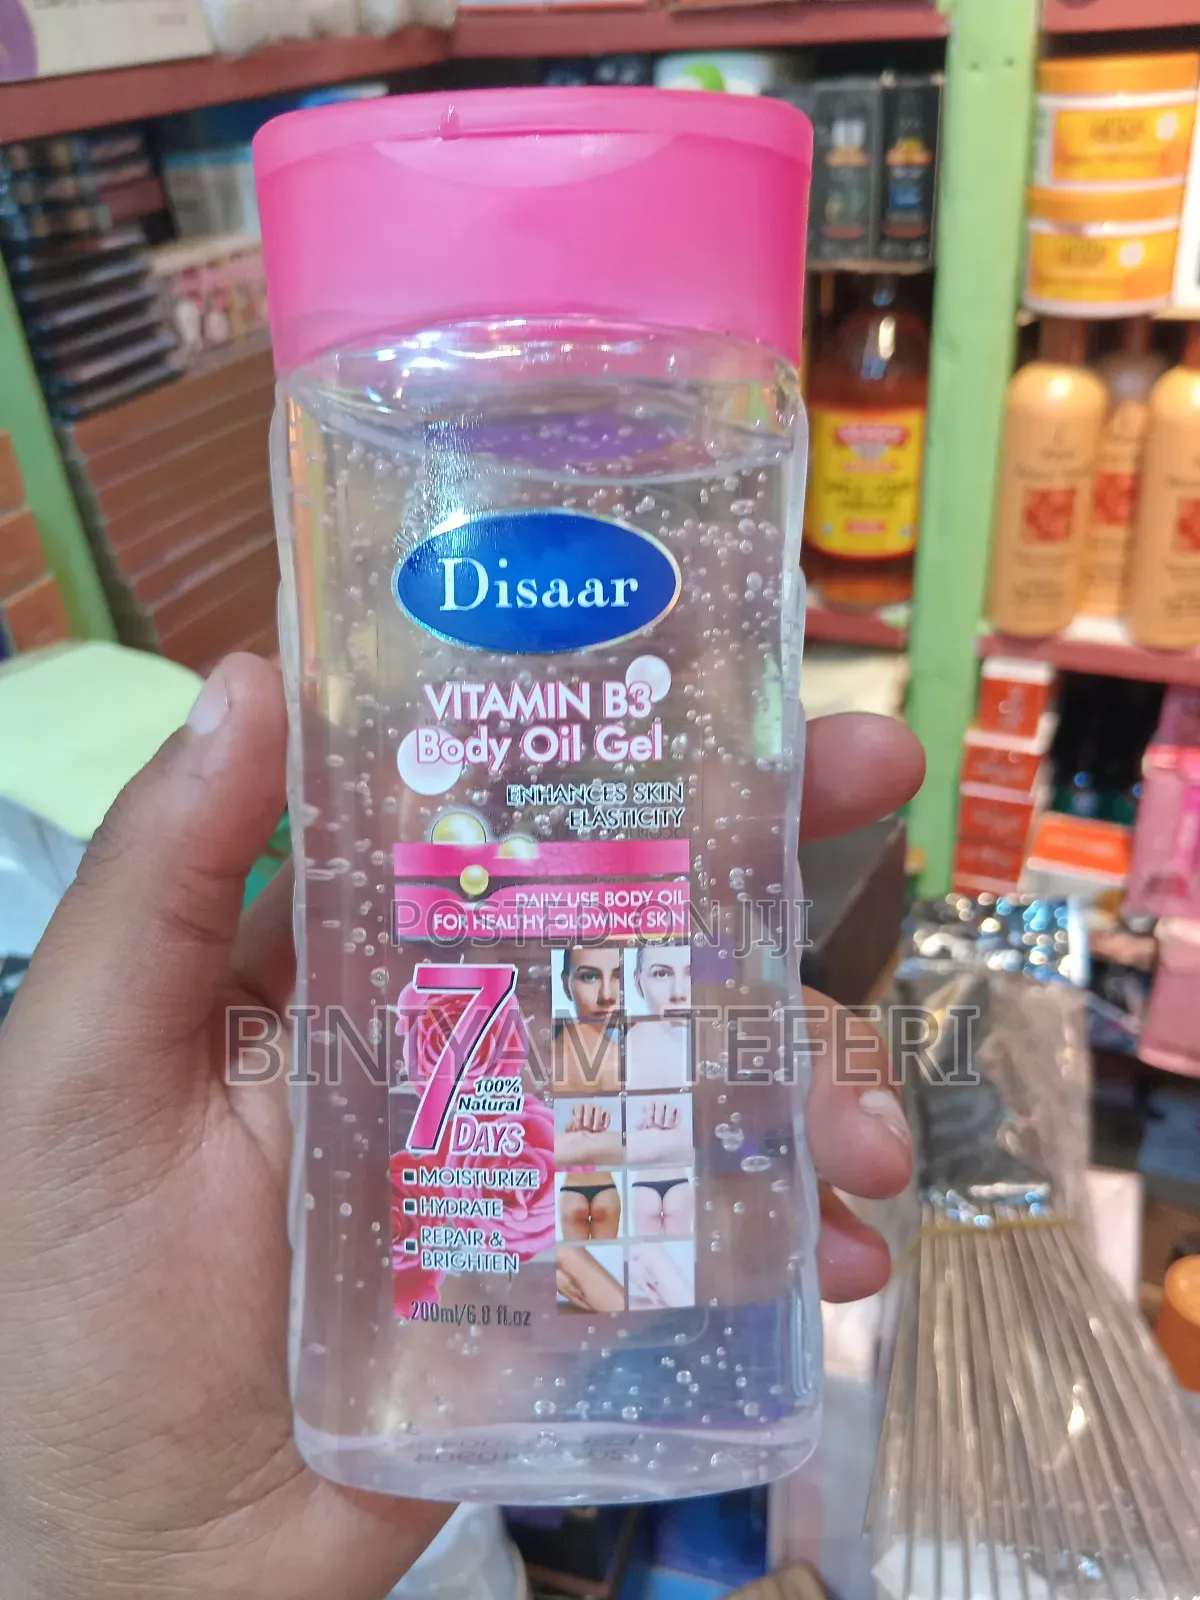 Disaar
VITAMIN B3
Body Oil Gel
ENHANCES SKIN
ELASTICITY
DAILY USE BODY OIL
FOR HEALTHY, GLOWING SKIN
POSTED ON JIJI
BINIYAM TEFERI
7
100%
Natural
DAYS
MOISTURIZE
HYDRATE
REPAIR &
BRIGHTEN
200ml/6.8 fl.oz